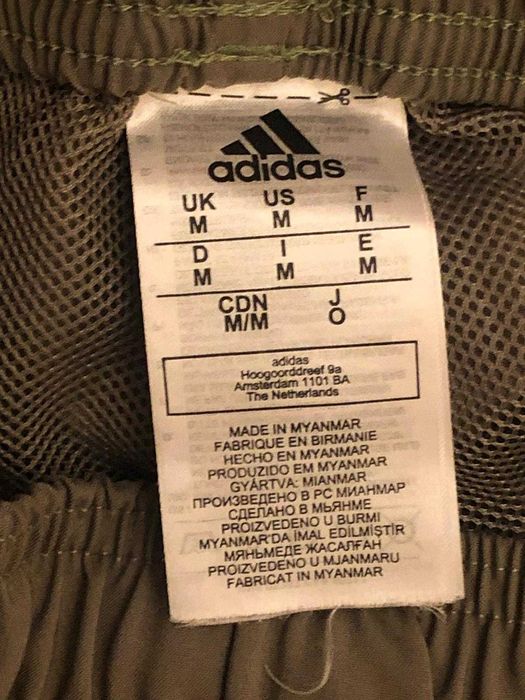 adidas
UK US F
M M M
D I E
M M M
CDN J
M/M O
adidas
Hoogoorddreef 9a
Amsterdam 1101 BA
The Netherlands
MADE IN MYANMAR
FABRIQUE EN BIRMANIE
HECHO EN MYANMAR
PRODUZIDO EM MYANMAR
GYÁRTVA: MIANMAR
ПРОИЗВЕДЕНО В РС МИАНМАР
СДЕЛАНО В МЬЯНМЕ
PROIZVEDENO U BURMI
MYANMAR'DA İMAL EDİLMİŞTİR
МЯНЬМЕДЕ ЖАСАЛҒАН
PROIZVEDENO U MJANMARU
FABRICAT IN MYANMAR